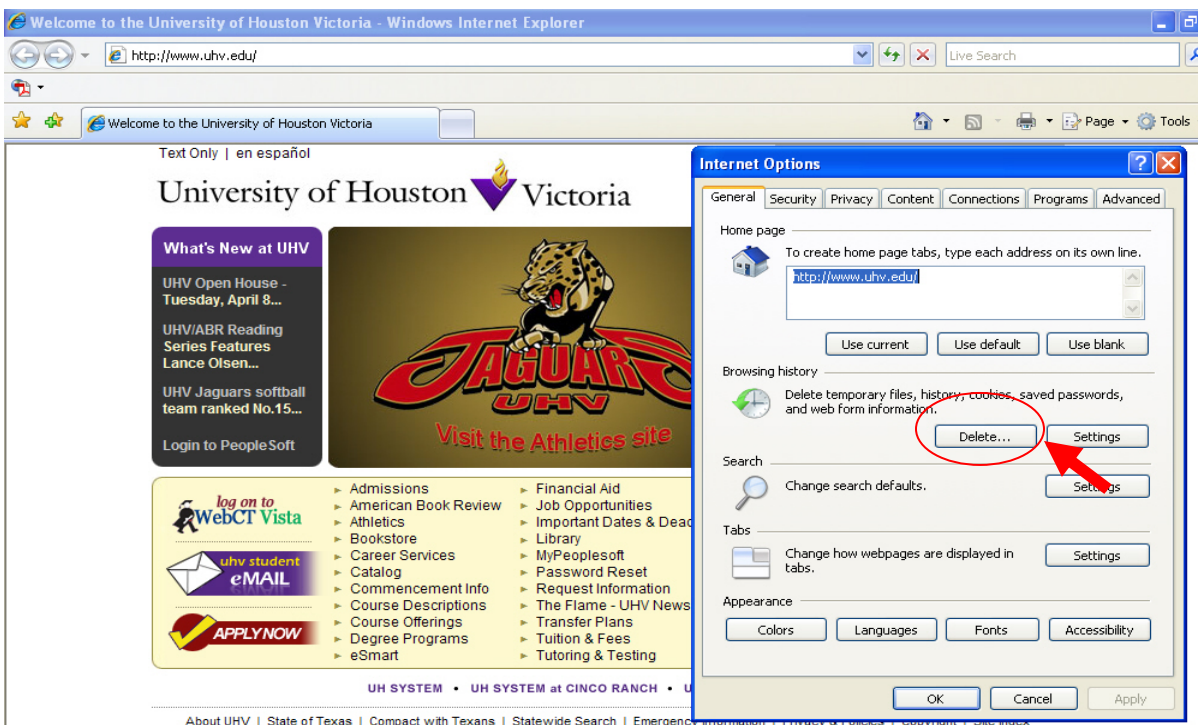 Welcome to the University of Houston Victoria - Windows Internet Explorer
http://www.uhv.edu/
Live Search
Welcome to the University of Houston Victoria
Page
Tools
Text Only | en español
University of Houston Victoria
What's New at UHV
UHV Open House -
Tuesday, April 8...
UHV/ABR Reading
Series Features
Lance Olsen...
UHV Jaguars softball
team ranked No.15...
Login to PeopleSoft
JAGUARS
UHV
Visit the Athletics site
log on to
WebCT Vista
uhv student
eMAIL
APPLY NOW
Admissions
American Book Review
Athletics
Bookstore
Career Services
Catalog
Commencement Info
Course Descriptions
Course Offerings
Degree Programs
eSmart
Financial Aid
Job Opportunities
Important Dates & Dead
Library
MyPeoplesoft
Password Reset
Request Information
The Flame - UHV News
Transfer Plans
Tuition & Fees
Tutoring & Testing
UH SYSTEM • UH SYSTEM at CINCO RANCH • U
About UHV | State of Texas | Compact with Texans | Statewide Search | Emergency Information | Privacy & Policies | Copyright | Site Index
Internet Options
General Security Privacy Content Connections Programs Advanced
Home page
To create home page tabs, type each address on its own line.
http://www.uhv.edu/
Use current Use default Use blank
Browsing history
Delete temporary files, history, cookies, saved passwords,
and web form information.
Delete... Settings
Search
Change search defaults.
Settings
Tabs
Change how webpages are displayed in
tabs.
Settings
Appearance
Colors Languages Fonts Accessibility
OK Cancel Apply